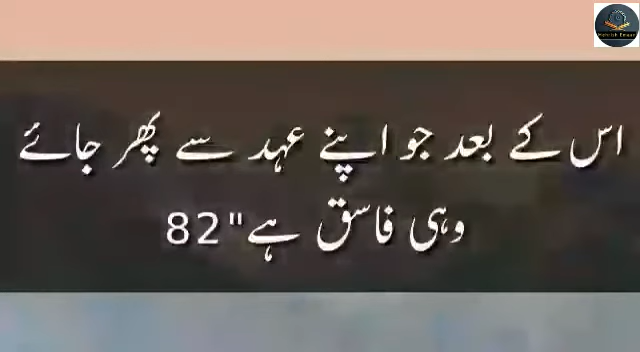 اس کے بعد جو اپنے عہد سے پھر جائے
وہی فاسق ہے"82